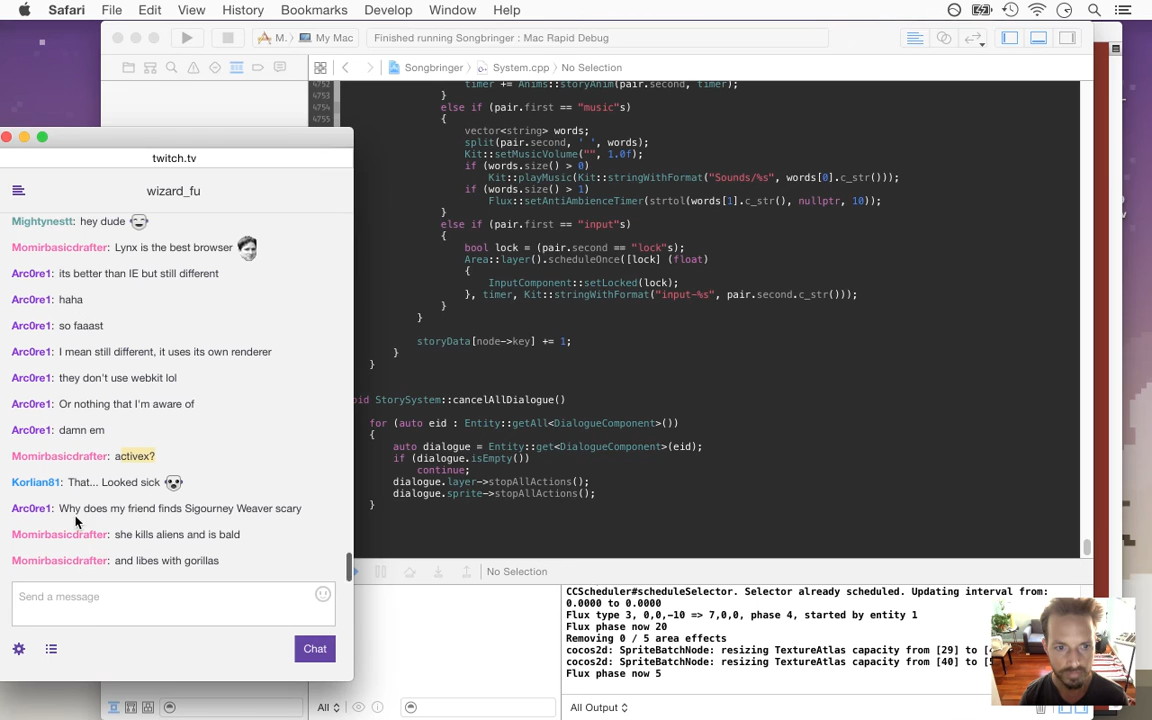 Safari File Edit View History Bookmarks Develop Window Help
M. My Mac Finished running Songbringer : Mac Rapid Debug
Songbringer System.cpp No Selection
4752 timer += Anims::storyAnim(pair.second, timer);
4753 }
4754 else if (pair.first == "music"s)
4755 {
vector<string> words;
split(pair.second, ' ', words);
Kit::setMusicVolume("", 1.0f);
if (words.size() > 0)
Kit::playMusic(Kit::stringWithFormat("Sounds/%s", words[0].c_str()));
if (words.size() > 1)
Flux::setAntiAmbienceTimer(strtol(words[1].c_str(), nullptr, 10));
}
else if (pair.first == "input"s)
{
bool lock = (pair.second == "lock"s);
Area::layer().scheduleOnce([lock] (float)
{
InputComponent::setLocked(lock);
}, timer, Kit::stringWithFormat("input-%s", pair.second.c_str()));
}
}
storyData[node->key] += 1;
}
}
oid StorySystem::cancelAllDialogue()
for (auto eid : Entity::getAll<DialogueComponent>())
{
auto dialogue = Entity::get<DialogueComponent>(eid);
if (dialogue.isEmpty())
continue;
dialogue.layer->stopAllActions();
dialogue.sprite->stopAllActions();
}
twitch.tv
wizard_fu
Mightynestt: hey dude
Momirbasicdrafter: Lynx is the best browser
Arc0re1: its better than IE but still different
Arc0re1: haha
Arc0re1: so faaast
Arc0re1: I mean still different, it uses its own renderer
Arc0re1: they don't use webkit lol
Arc0re1: Or nothing that I'm aware of
Arc0re1: damn em
Momirbasicdrafter: activex?
Korlian81: That... Looked sick
Arc0re1: Why does my friend finds Sigourney Weaver scary
Momirbasicdrafter: she kills aliens and is bald
Momirbasicdrafter: and libes with gorillas
Send a message
Chat
No Selection
CCScheduler#scheduleSelector. Selector already scheduled. Updating interval from:
0.0000 to 0.0000
Flux type 3, 0,0,-10 => 7,0,0, phase 4, started by entity 1
Flux phase now 20
Removing 0 / 5 area effects
cocos2d: SpriteBatchNode: resizing TextureAtlas capacity from [29] to [
cocos2d: SpriteBatchNode: resizing TextureAtlas capacity from [40] to [
Flux phase now 5
All
All Output